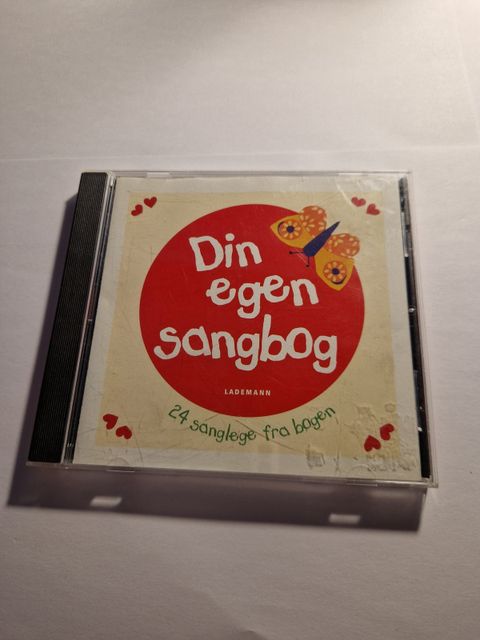 Din
egen
sangbog
LADEMANN
24 sanglege fra bogen